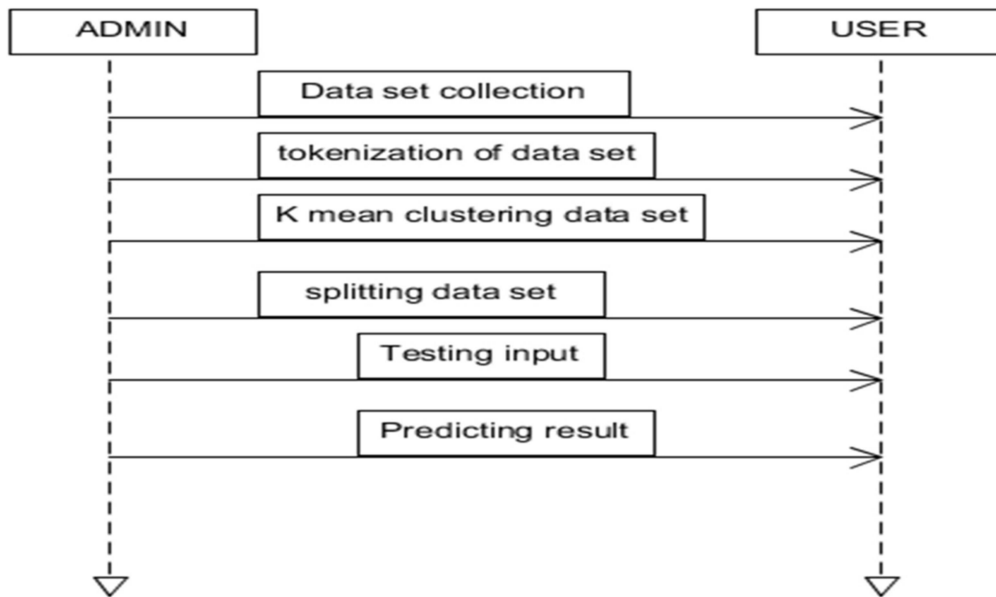 ADMIN
USER
Data set collection
tokenization of data set
K mean clustering data set
splitting data set
Testing input
Predicting result